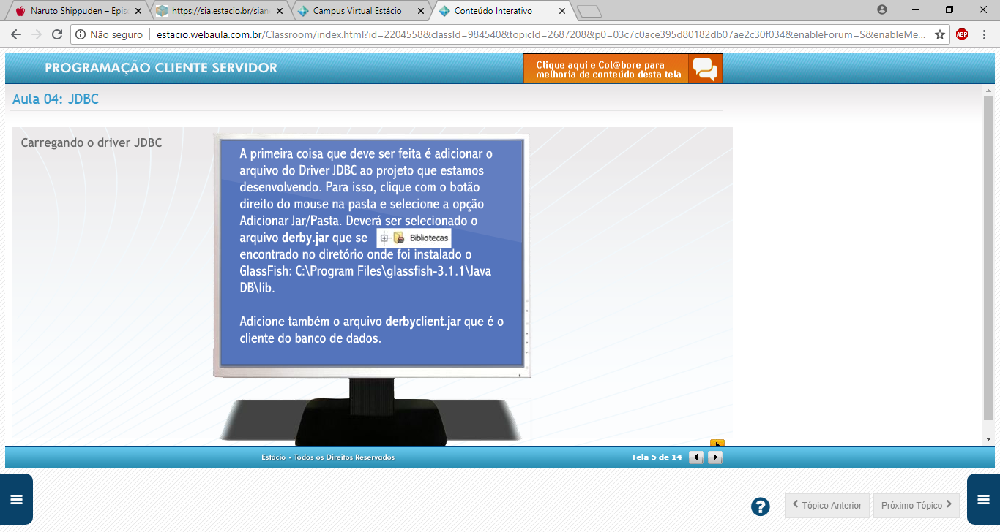 Naruto Shippuden – Epis
https://sia.estacio.br/sian
Campus Virtual Estácio
Conteúdo Interativo
Não seguro
estacio.webaula.com.br/Classroom/index.html?id=2204558&classId=984540&topicId=2687208&p0=03c7c0ace395d80182db07ae2c30f034&enableForum=S&enableMe...
ABP
PROGRAMAÇÃO CLIENTE SERVIDOR
Clique aqui e Col@bore para
melhoria de conteúdo desta tela
Aula 04: JDBC
Carregando o driver JDBC
A primeira coisa que deve ser feita é adicionar o
arquivo do Driver JDBC ao projeto que estamos
desenvolvendo. Para isso, clique com o botão
direito do mouse na pasta e selecione a opção
Adicionar Jar/Pasta. Deverá ser selecionado o
arquivo derby.jar que se Bibliotecas
encontrado no diretório onde foi instalado o
GlassFish: C:\Program Files\glassfish-3.1.1\Java
DB\lib.
Adicione também o arquivo derbyclient.jar que é o
cliente do banco de dados.
Estácio - Todos os Direitos Reservados
Tela 5 de 14
?
Tópico Anterior
Próximo Tópico